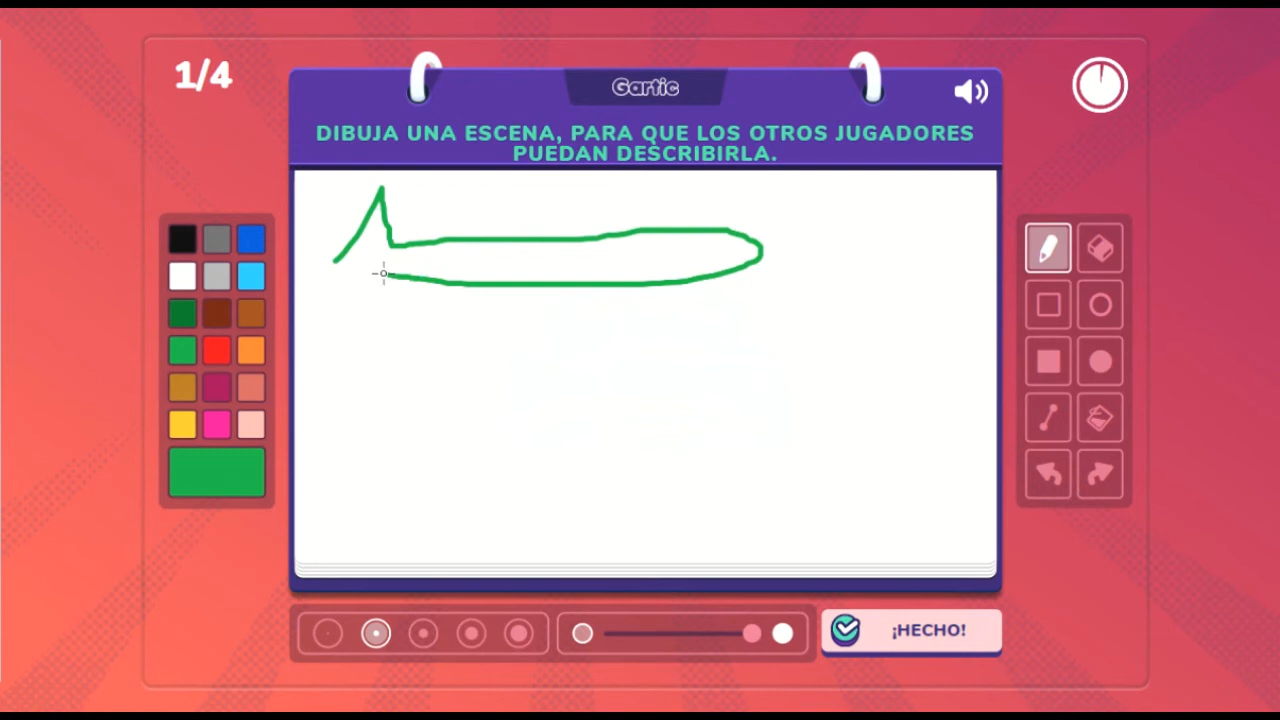 1/4
Gartic
DIBUJA UNA ESCENA, PARA QUE LOS OTROS JUGADORES
PUEDAN DESCRIBIRLA.
¡HECHO!